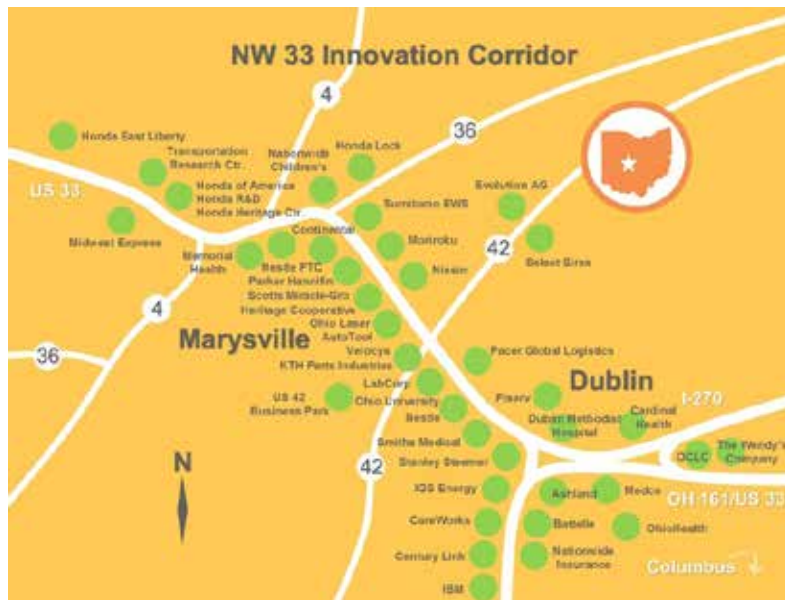 NW 33 Innovation Corridor
4
36
Honda East Liberty
Transportation
Research Ctr.
Nationwide
Children's
Honda Lock
US 33
Honda of America
Honda R&D
Honda Heritage Ctr.
Evolution AG
Sumitomo EWS
Midwest Express
Continental
Moriroku
42
Select Sires
Memorial
Health
Nestle PTC
Parker Hannifin
Nissin
Scotts Miracle-Gro
Heritage Cooperative
4
Ohio Laser
AutoTool
Marysville
Velocys
KTH Parts Industries
Pacer Global Logistics
36
LabCorp
Dublin
US 42
Business Park
Ohio University
Nestle
Fiserv
I-270
Dublin Methodist
Hospital
Cardinal
Health
Smiths Medical
42
Stanley Steemer
OCLC
The Wendy's
Company
N
IGS Energy
Ashland
Medco
OH 161/US 33
CareWorks
Battelle
OhioHealth
Century Link
Nationwide
Insurance
Columbus
IBM